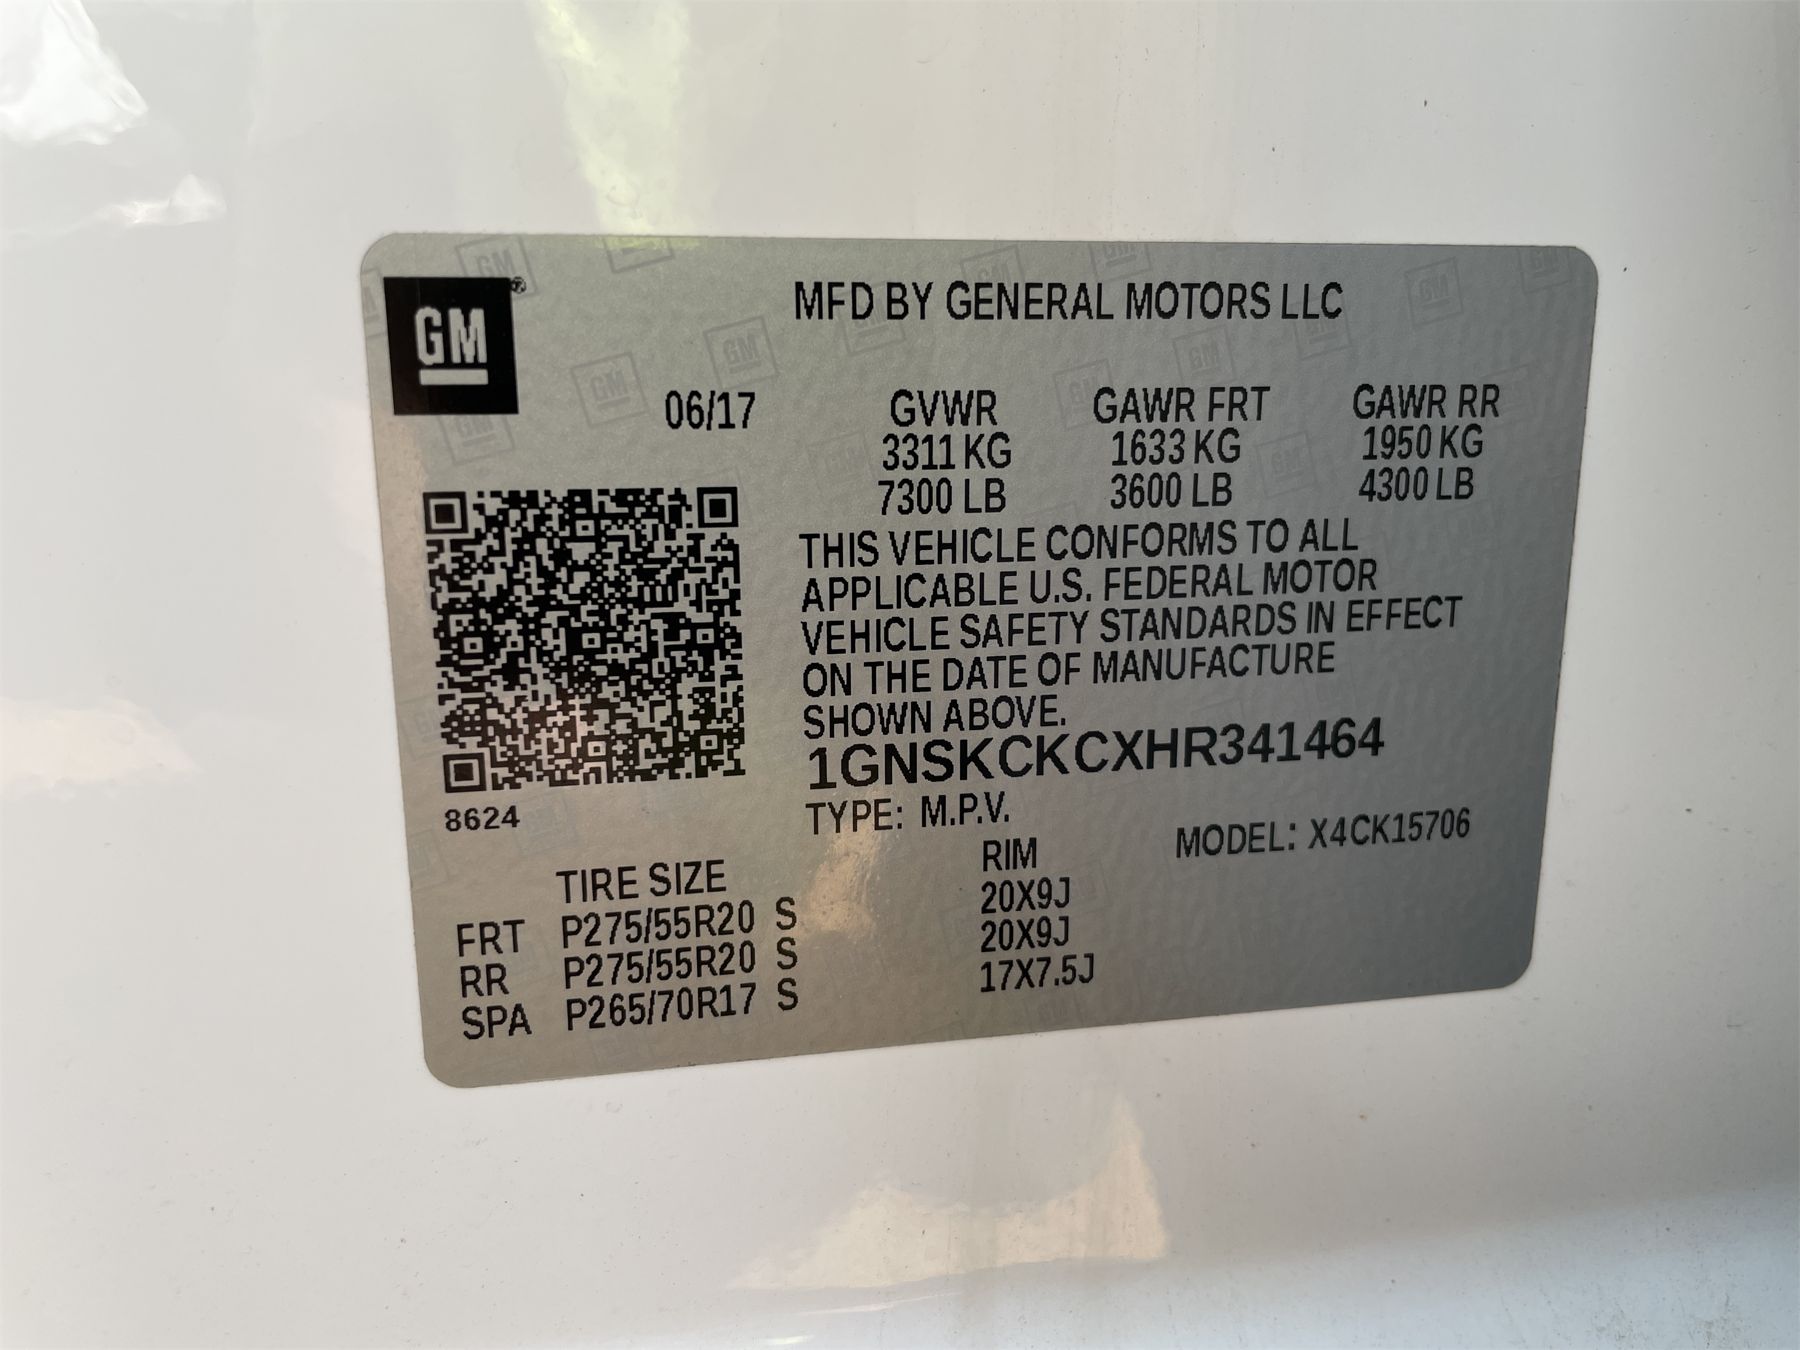 GM
MFD BY GENERAL MOTORS LLC
06/17 GVWR GAWR FRT GAWR RR
3311 KG 1633 KG 1950 KG
7300 LB 3600 LB 4300 LB
THIS VEHICLE CONFORMS TO ALL
APPLICABLE U.S. FEDERAL MOTOR
VEHICLE SAFETY STANDARDS IN EFFECT
ON THE DATE OF MANUFACTURE
SHOWN ABOVE.
1GNSKCKCXHR341464
8624
TYPE: M.P.V. MODEL: X4CK15706
TIRE SIZE RIM
FRT P275/55R20 S 20X9J
RR P275/55R20 S 20X9J
SPA P265/70R17 S 17X7.5J